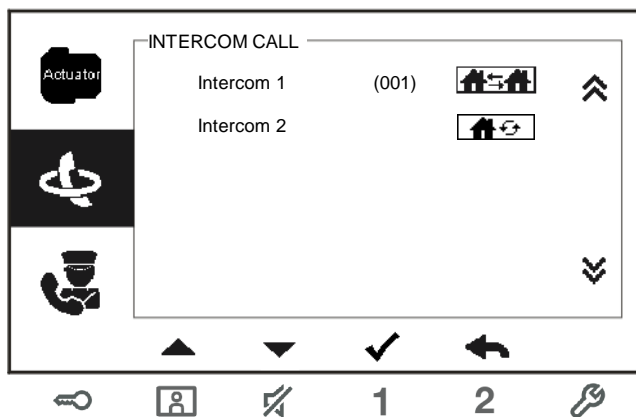 INTERCOM CALL
Actuator
Intercom 1 (001)
Intercom 2
1 2